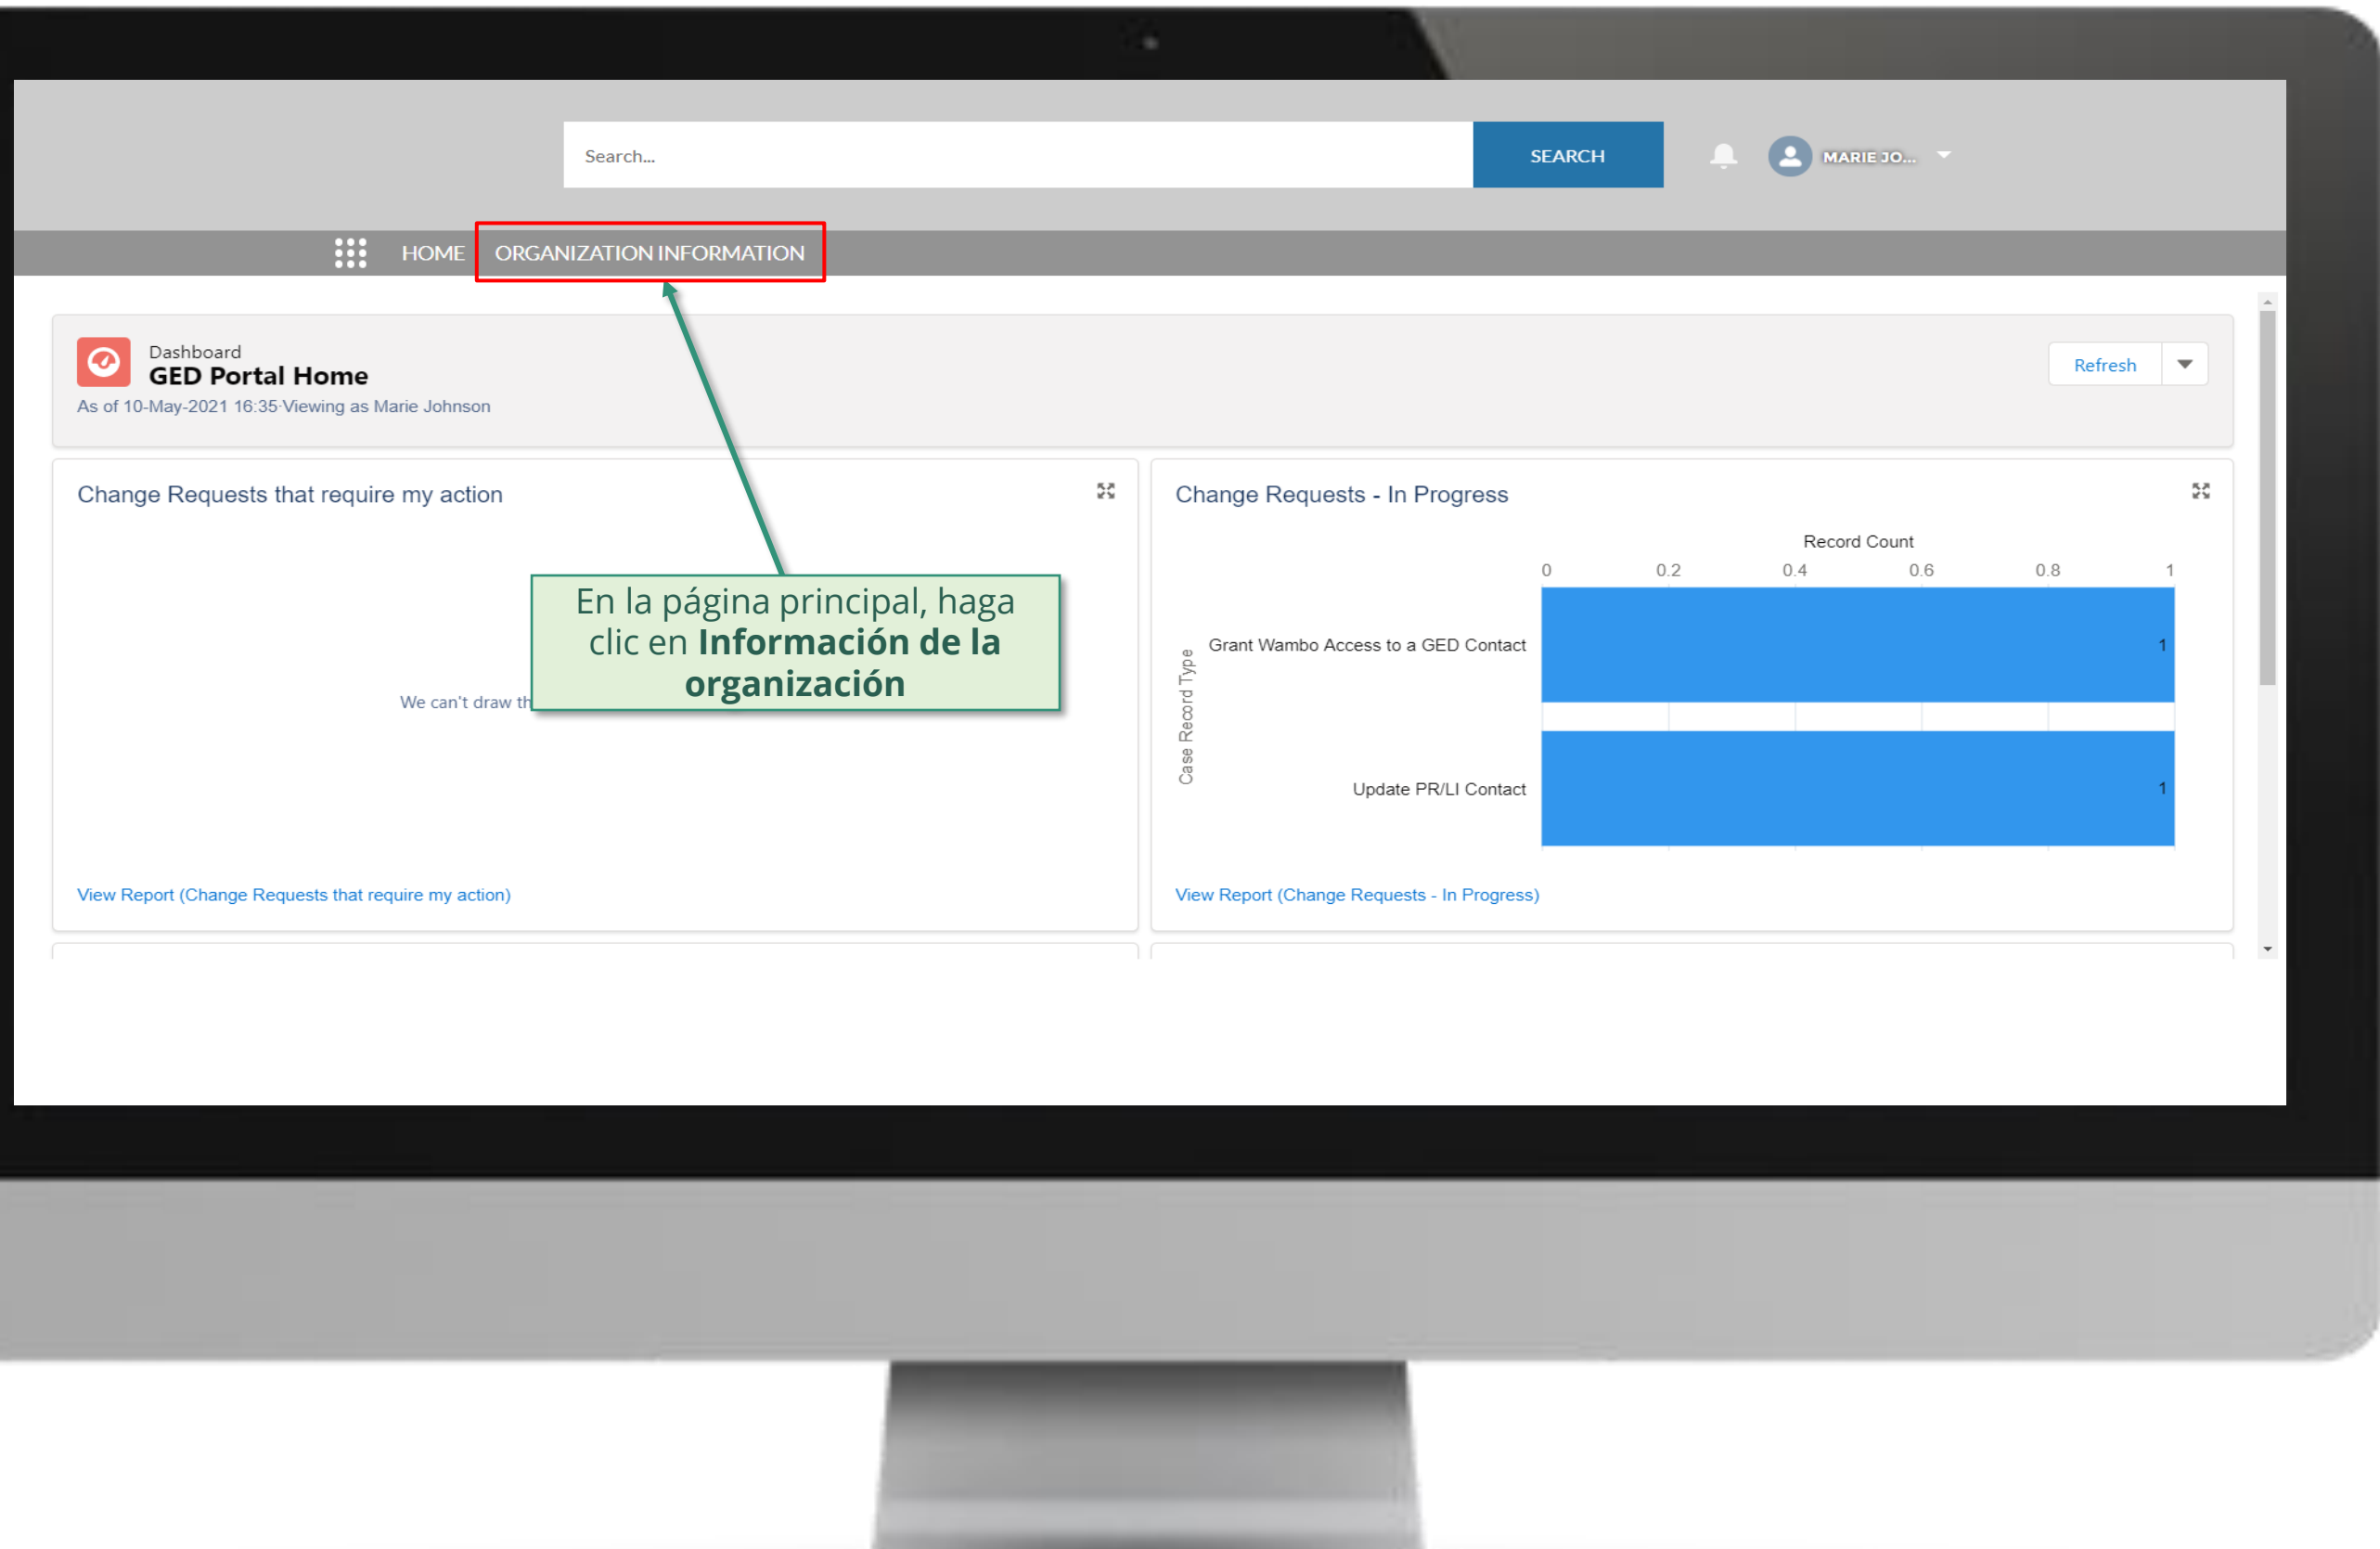 Search...
SEARCH
MARIE JO...
HOME
ORGANIZATION INFORMATION
Dashboard
GED Portal Home
As of 10-May-2021 16:35·Viewing as Marie Johnson
Refresh
Change Requests that require my action
We can't draw th
En la página principal, haga
clic en Información de la
organización
View Report (Change Requests that require my action)
Change Requests - In Progress
Record Count
0 0.2 0.4 0.6 0.8 1
Case Record Type
Grant Wambo Access to a GED Contact
1
Update PR/LI Contact
1
View Report (Change Requests - In Progress)